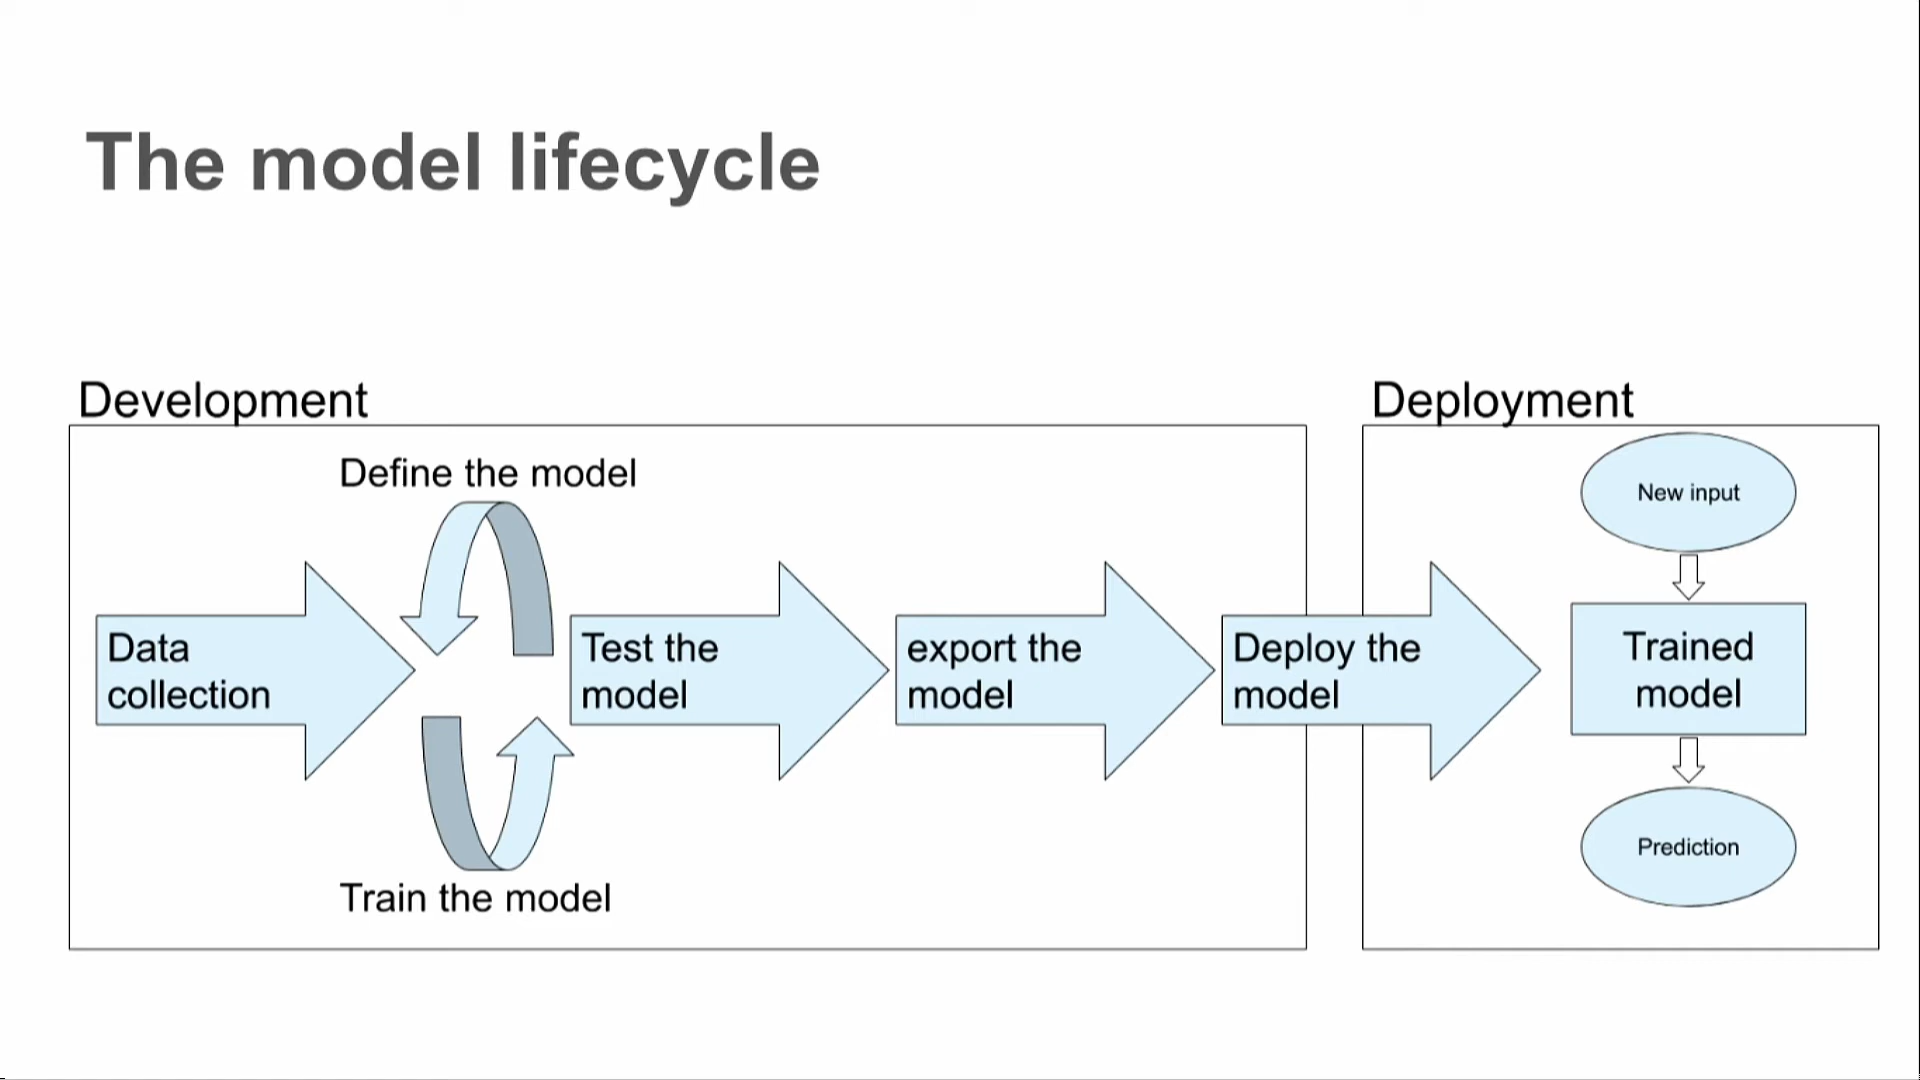 The model lifecycle
Development
Deployment
Define the model
New input
Data
collection
Test the
model
export the
model
Deploy the
model
Trained
model
Train the model
Prediction